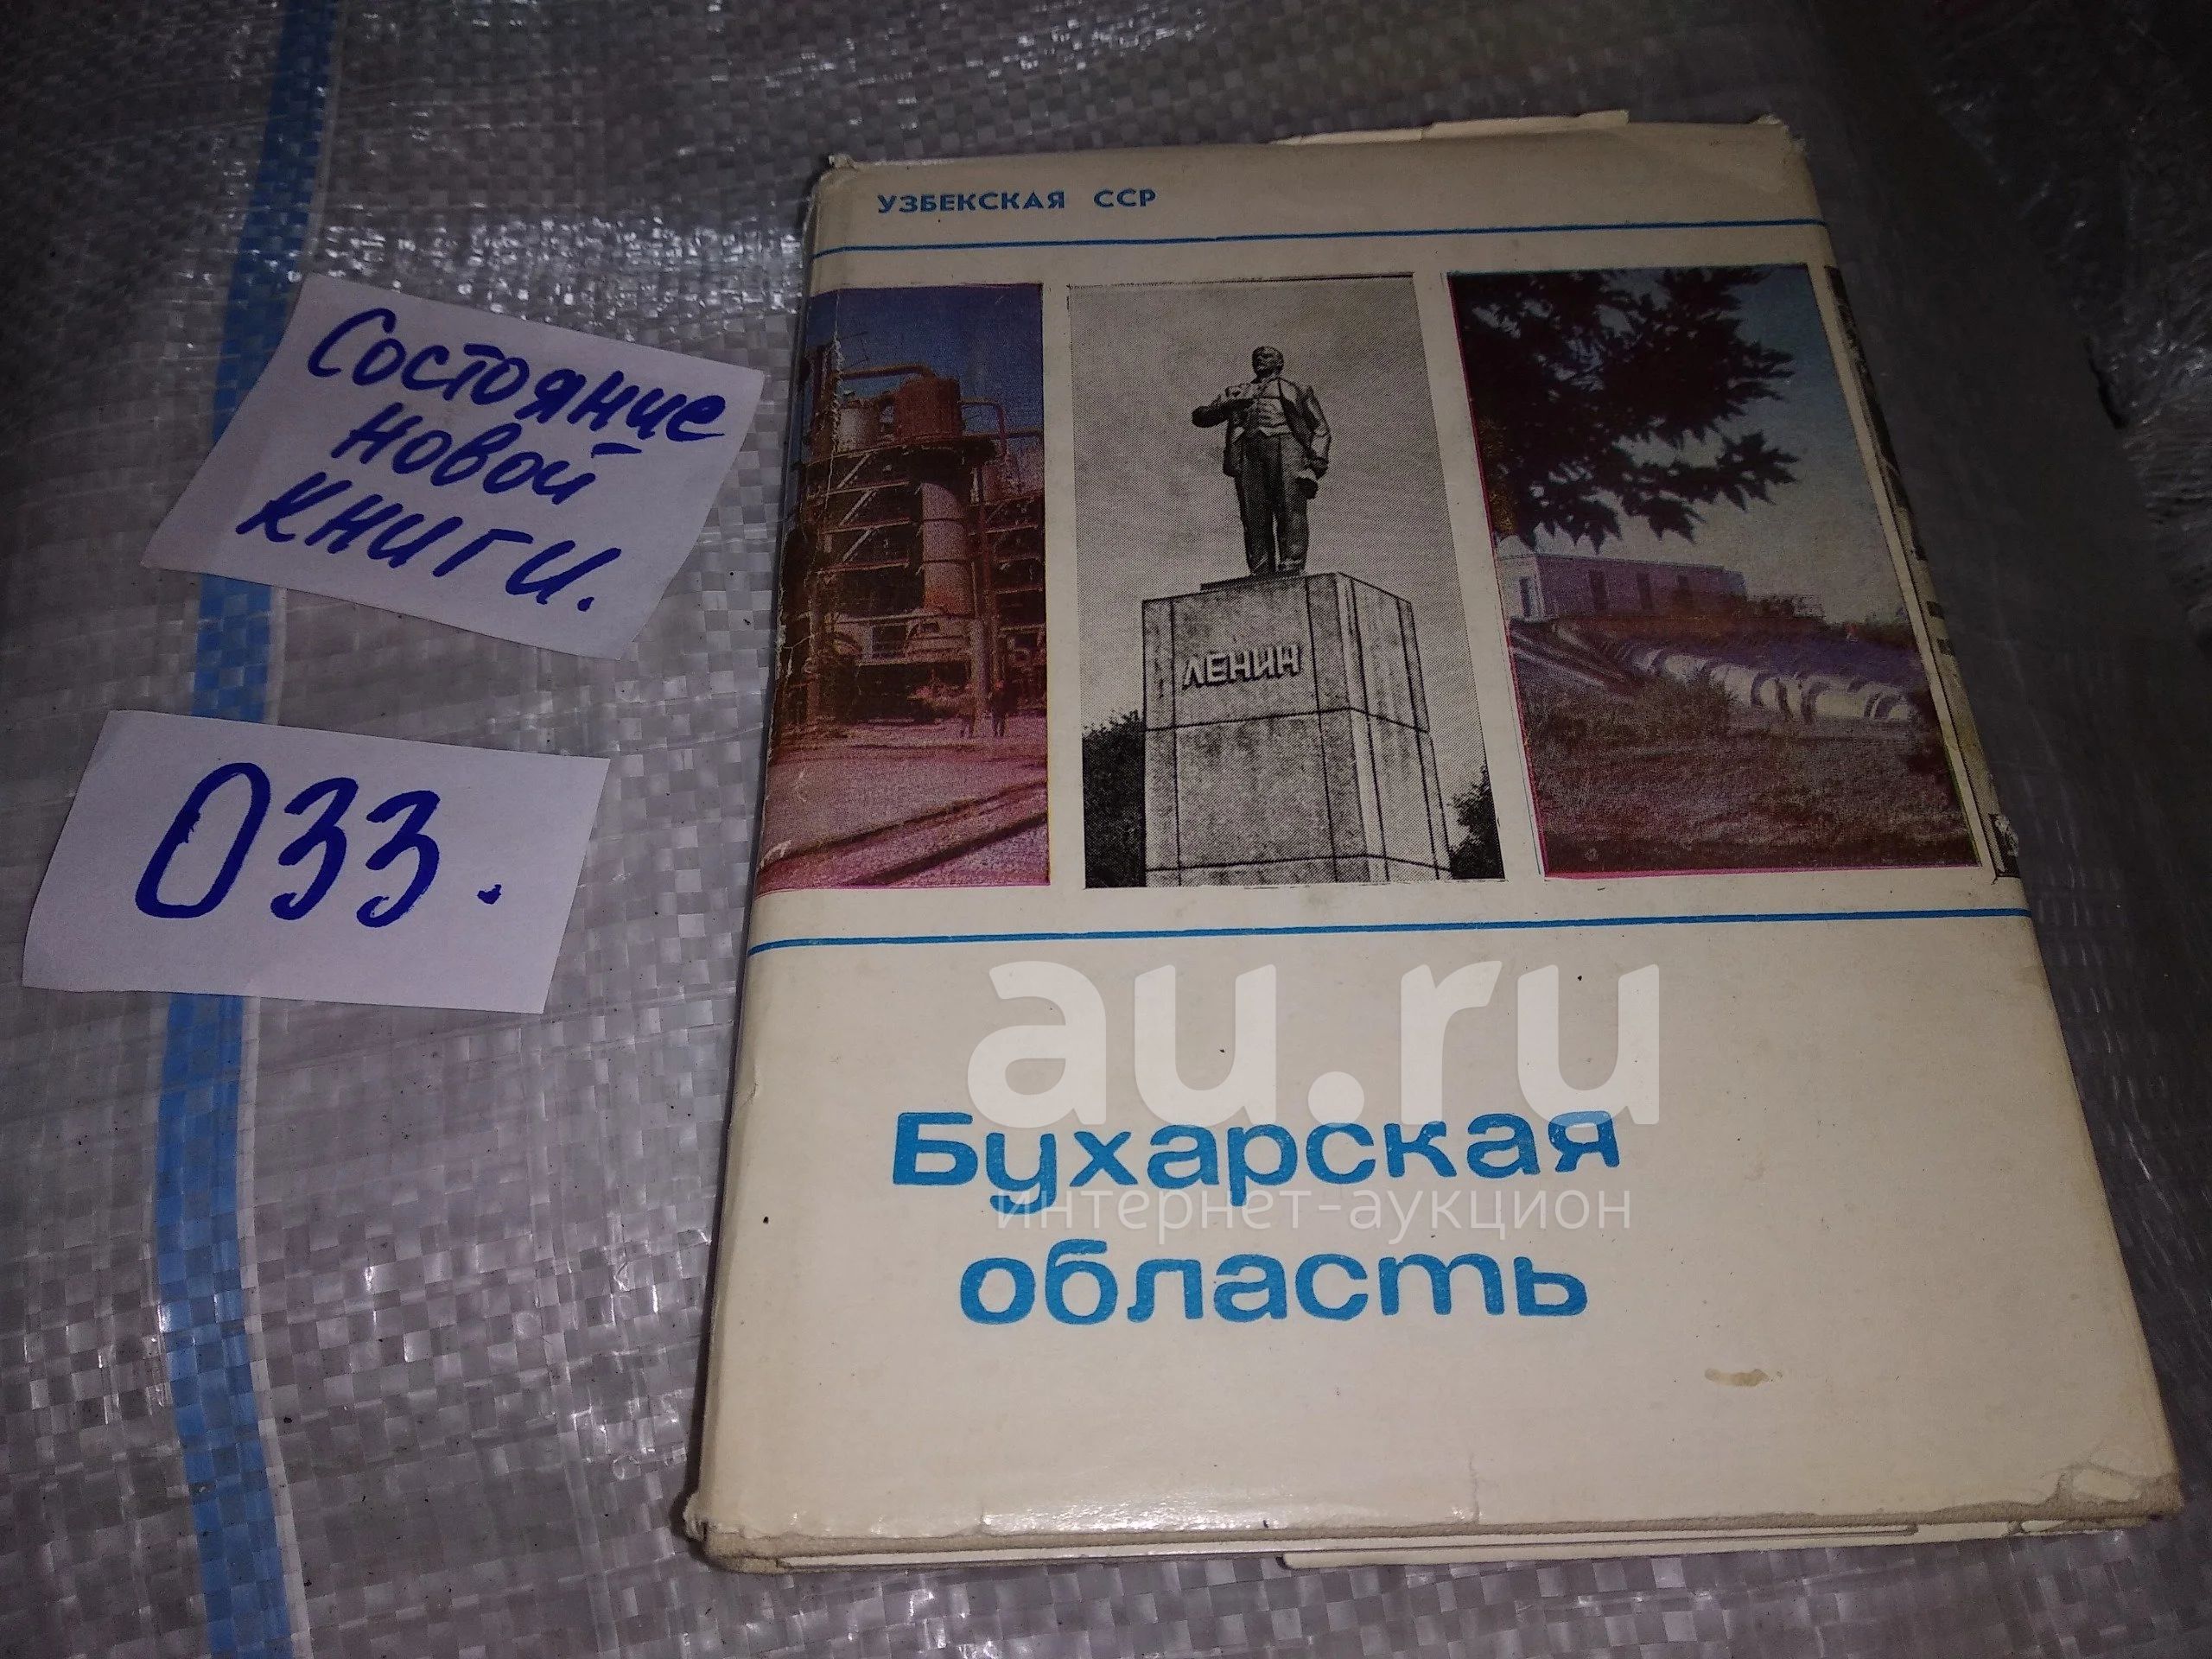 УЗБЕКСКАЯ ССР
Состояние
новой
книги.
ЛЕНИН
033.
au.ru
Бухарская
интернет-аукцион
область